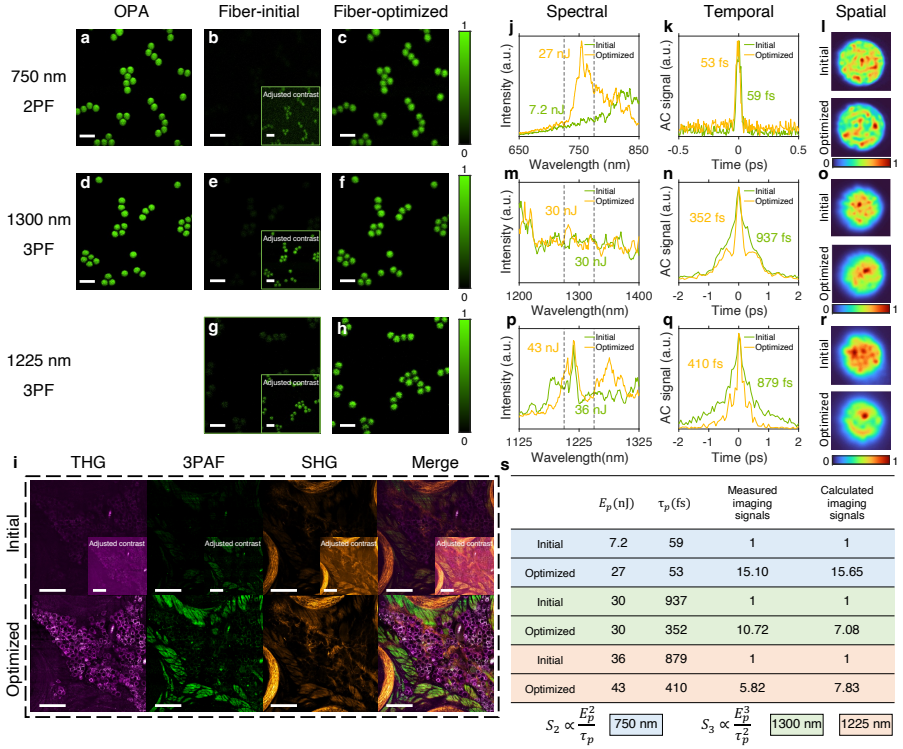 OPA Fiber-initial Fiber-optimized Spectral Temporal Spatial
750 nm
2PF
a b c
Adjusted contrast
1
0
1300 nm
3PF
d e f
Adjusted contrast
1
0
1225 nm
3PF
g h
Adjusted contrast
1
0
j
Intensity (a.u.)
Initial
Optimized
27 nJ
7.2 nJ
650 750 850
Wavelength (nm)
k
AC signal (a.u.)
Initial
Optimized
53 fs
59 fs
-0.5 0 0.5
Time (ps)
l
Initial
Optimized
0 1
m
Intensity (a.u.)
Initial
Optimized
30 nJ
30 nJ
1200 1300 1400
Wavelength (nm)
n
AC signal (a.u.)
Initial
Optimized
352 fs
937 fs
-2 -1 0 1 2
Time (ps)
o
Initial
Optimized
0 1
p
Intensity (a.u.)
Initial
Optimized
43 nJ
36 nJ
1125 1225 1325
Wavelength(nm)
q
AC signal (a.u.)
Initial
Optimized
410 fs
879 fs
-2 -1 0 1 2
Time (ps)
r
Initial
Optimized
0 1
i
THG 3PAF SHG Merge
Initial
Adjusted contrast Adjusted contrast Adjusted contrast Adjusted contrast
Optimized
s
E_p(nJ) τ_p(fs) Measured imaging signals Calculated imaging signals
Initial 7.2 59 1 1
Optimized 27 53 15.10 15.65
Initial 30 937 1 1
Optimized 30 352 10.72 7.08
Initial 36 879 1 1
Optimized 43 410 5.82 7.83
S₂ ∝ E_p²/τ_p 750 nm S₃ ∝ E_p³/τ_p² 1300 nm 1225 nm